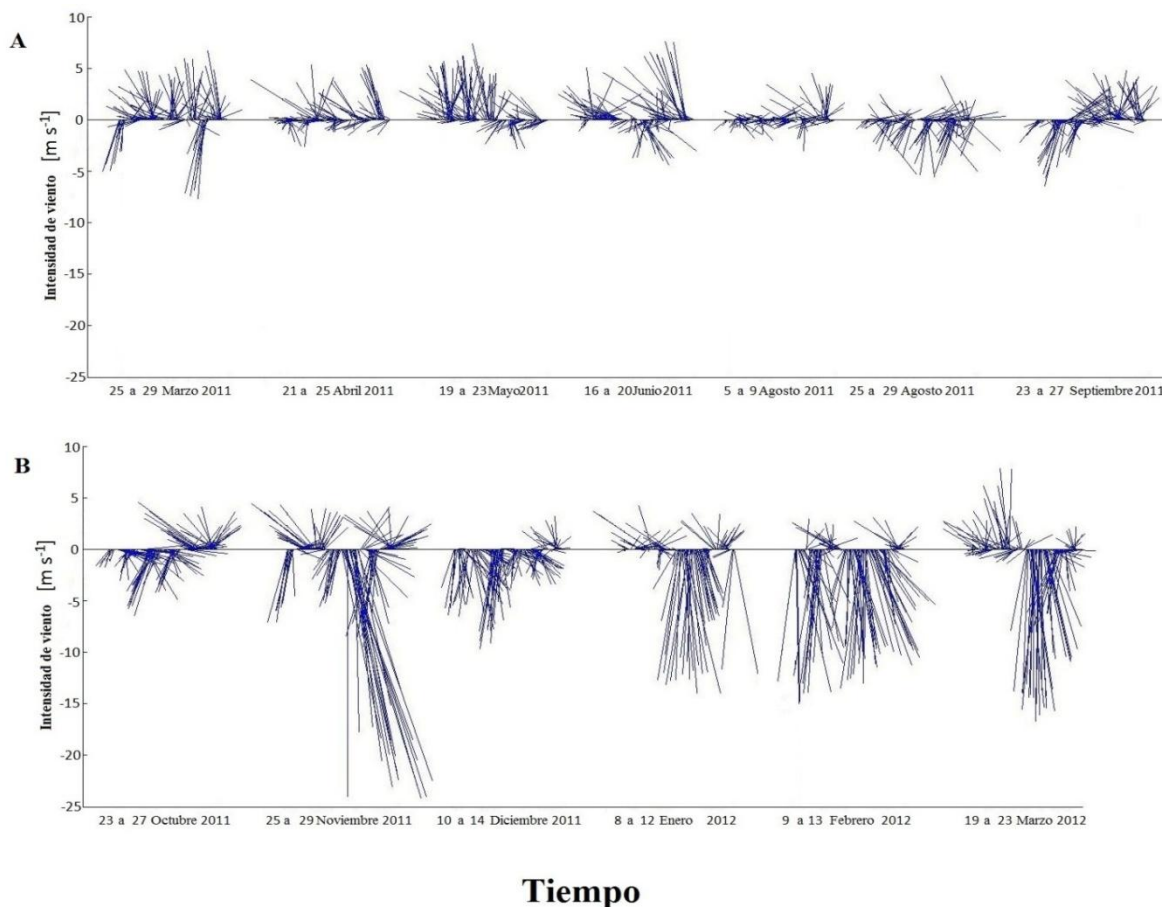 A
10
5
0
-5
-10
-15
-20
-25
Intensidad de viento [m s-1]
25 a 29 Marzo 2011 21 a 25 Abril 2011 19 a 23Mayo2011 16 a 20Junio2011 5 a 9Agosto 2011 25 a 29 Agosto 2011 23 a 27 Septiembre 2011
B
10
5
0
-5
-10
-15
-20
-25
Intensidad de viento [m s-1]
23 a 27 Octubre 2011 25 a 29 Noviembre 2011 10 a 14 Diciembre 2011 8 a 12 Enero 2012 9 a 13 Febrero 2012 19 a 23 Marzo 2012
Tiempo